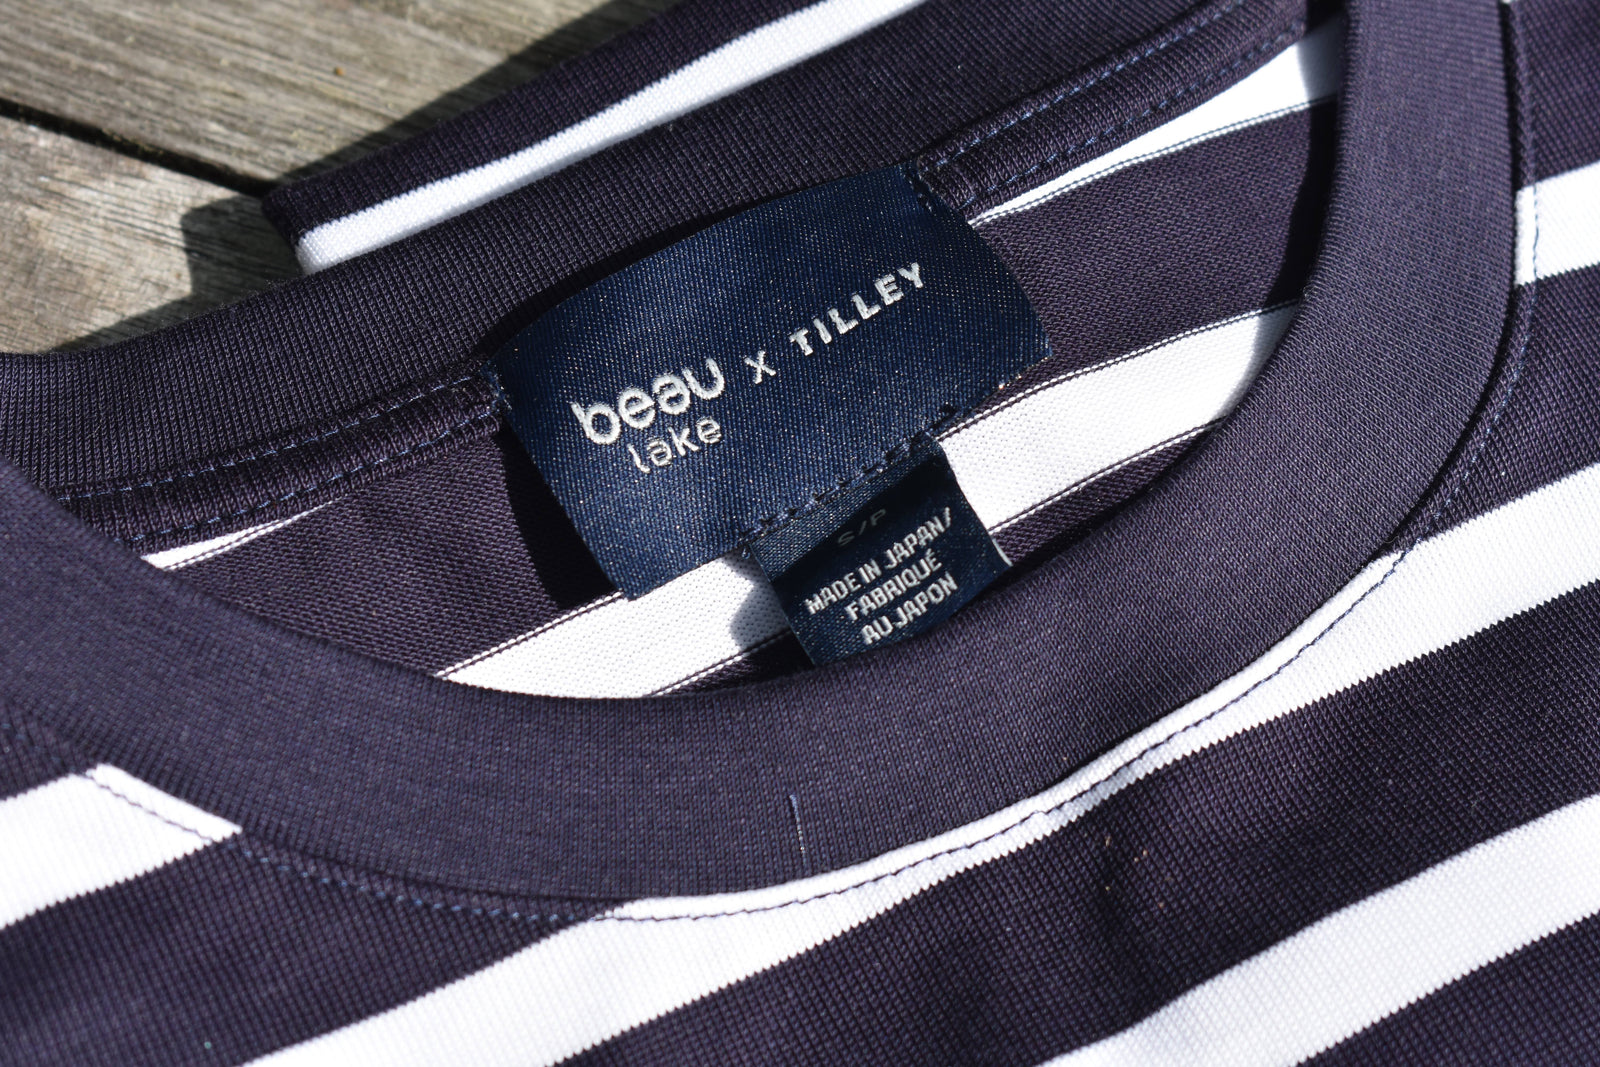 beau x TILLEY
lake
S/P
MADE IN JAPAN/
FABRIQUÉ
AU JAPON